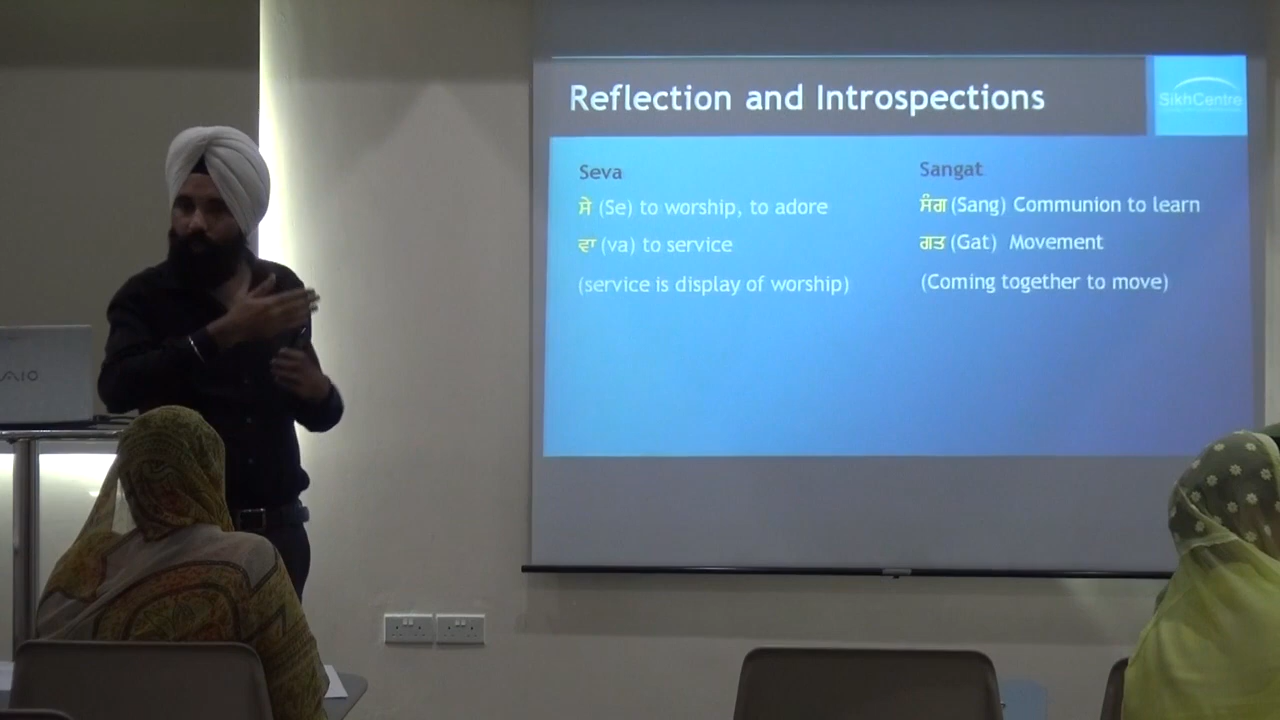 Reflection and Introspections
SikhCentre
Seva
ਸੇ (Se) to worship, to adore
ਵਾ (va) to service
(service is display of worship)
Sangat
ਸੰਗ (Sang) Communion to learn
ਗਤ (Gat) Movement
(Coming together to move)
VAIO